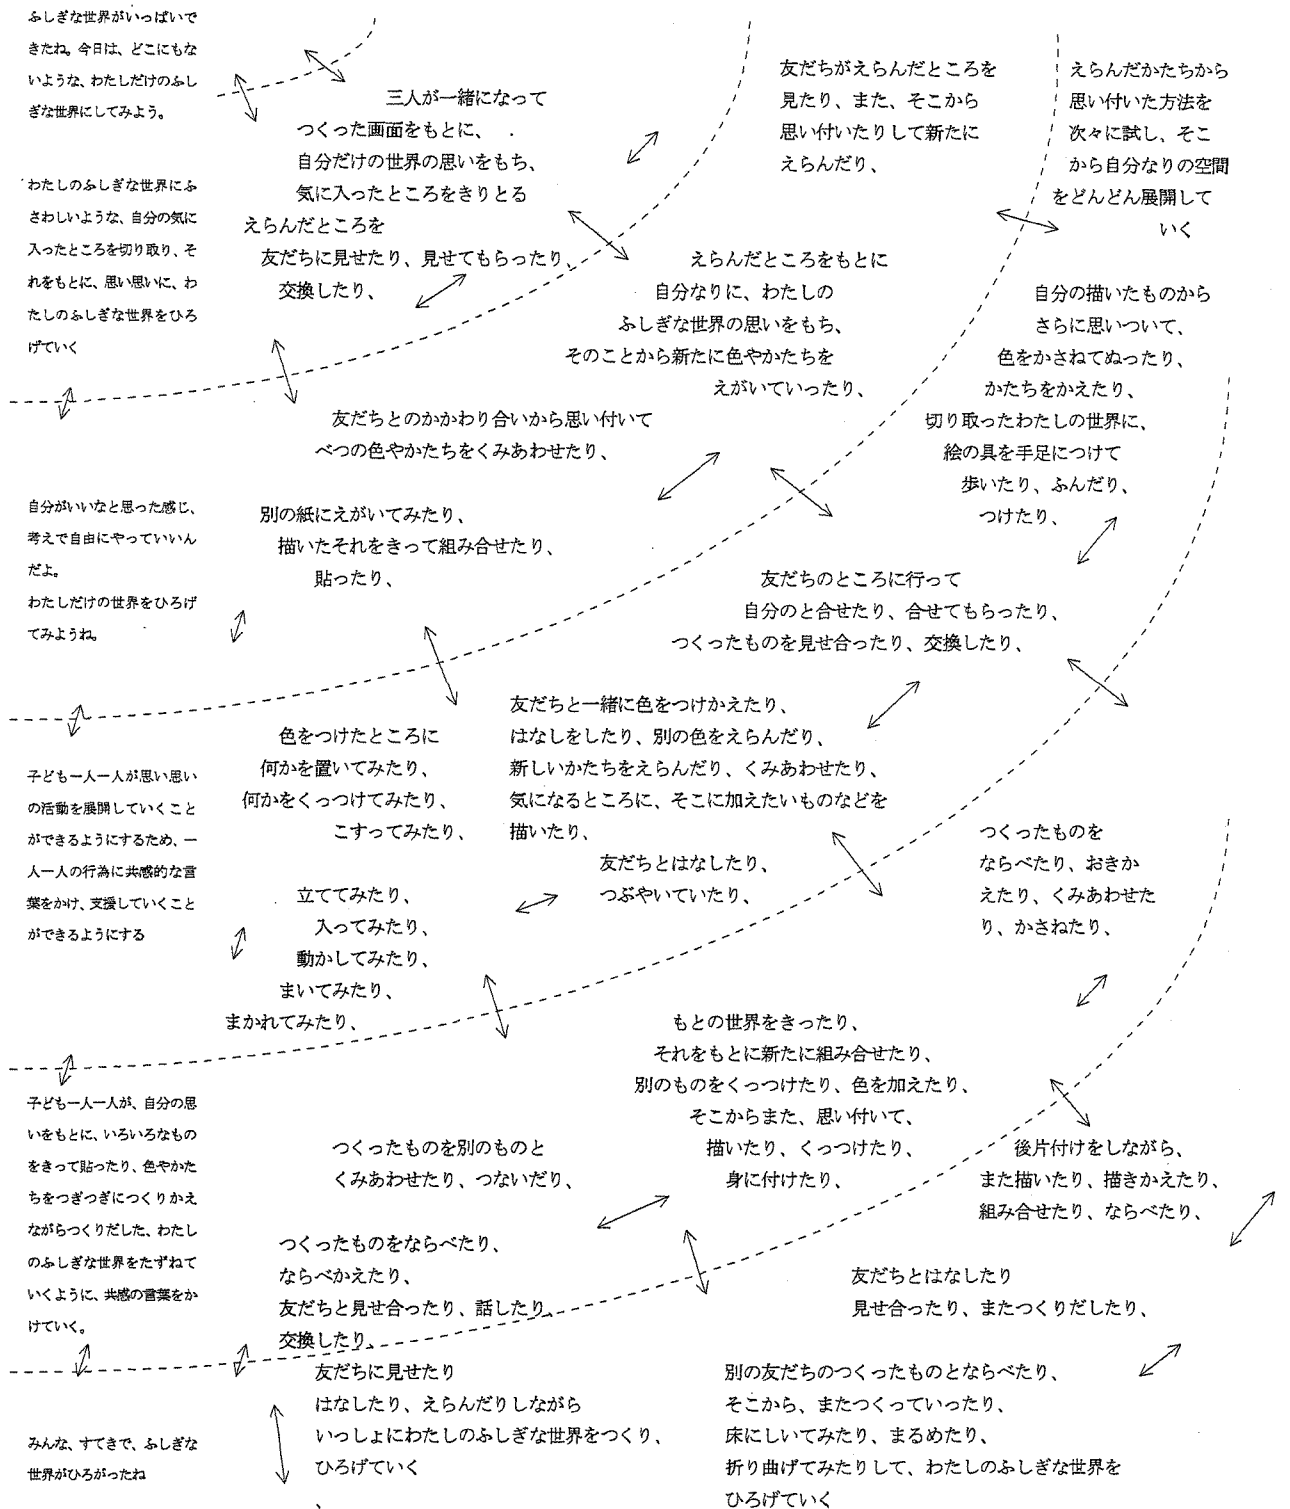 ふしぎな世界がいっぱいで
きたね。今日は、どこにもな
いような、わたしだけのふし
ぎな世界にしてみよう。
わたしのふしぎな世界にふ
さわしいような、自分の気に
入ったところを切り取り、そ
れをもとに、思い思いに、わ
たしのふしぎな世界をひろ
げていく
自分がいいなと思った感じ、
考えで自由にやっていいん
だよ。
わたしだけの世界をひろげ
てみようね。
子ども一人一人が思い思い
の活動を展開していくこと
ができるようにするため、一
人一人の行為に共感的な言
葉をかけ、支援していくこと
ができるようにする
子ども一人一人が、自分の思
いをもとに、いろいろなもの
をきって貼ったり、色やかた
ちをつぎつぎにつくりかえ
ながらつくりだした、わたし
のふしぎな世界をたずねて
いくように、共感の言葉をか
けていく。
みんな、すてきで、ふしぎな
世界がひろがったね
三人が一緒になって
つくった画面をもとに、
自分だけの世界の思いをもち、
気に入ったところをきりとる
えらんだところを
友だちに見せたり、見せてもらったり、
交換したり、
友だちがえらんだところを
見たり、また、そこから
思い付いたりして新たに
えらんだり、
えらんだところをもとに
自分なりに、わたしの
ふしぎな世界の思いをもち、
そのことから新たに色やかたちを
えがいていったり、
友だちとのかかわり合いから思い付いて
べつの色やかたちをくみあわせたり、
別の紙にえがいてみたり、
描いたそれをきって組み合せたり、
貼ったり、
えらんだかたちから
思い付いた方法を
次々に試し、そこ
から自分なりの空間
をどんどん展開して
いく
自分の描いたものから
さらに思いついて、
色をかさねてぬったり、
かたちをかえたり、
切り取ったわたしの世界に、
絵の具を手足につけて
歩いたり、ふんだり、
つけたり、
友だちのところに行って
自分のと合せたり、合せてもらったり、
つくったものを見せ合ったり、交換したり、
友だちと一緒に色をつけかえたり、
はなしをしたり、別の色をえらんだり、
新しいかたちをえらんだり、くみあわせたり、
気になるところに、そこに加えたいものなどを
描いたり、
友だちとはなしたり、
つぶやいていたり、
色をつけたところに
何かを置いてみたり、
何かをくっつけてみたり、
こすってみたり、
立ててみたり、
入ってみたり、
動かしてみたり、
まいてみたり、
まかれてみたり、
つくったものを
ならべたり、おきか
えたり、くみあわせた
り、かさねたり、
もとの世界をきったり、
それをもとに新たに組み合せたり、
別のものをくっつけたり、色を加えたり、
そこからまた、思い付いて、
描いたり、くっつけたり、
身に付けたり、
つくったものを別のものと
くみあわせたり、つないだり、
つくったものをならべたり、
ならべかえたり、
友だちと見せ合ったり、話したり、
交換したり、
友だちに見せたり
はなしたり、えらんだりしながら
いっしょにわたしのふしぎな世界をつくり、
ひろげていく
、
後片付けをしながら、
また描いたり、描きかえたり、
組み合せたり、ならべたり、
友だちとはなしたり
見せ合ったり、またつくりだしたり、
別の友だちのつくったものとならべたり、
そこから、またつくっていったり、
床にしいてみたり、まるめたり、
折り曲げてみたりして、わたしのふしぎな世界を
ひろげていく